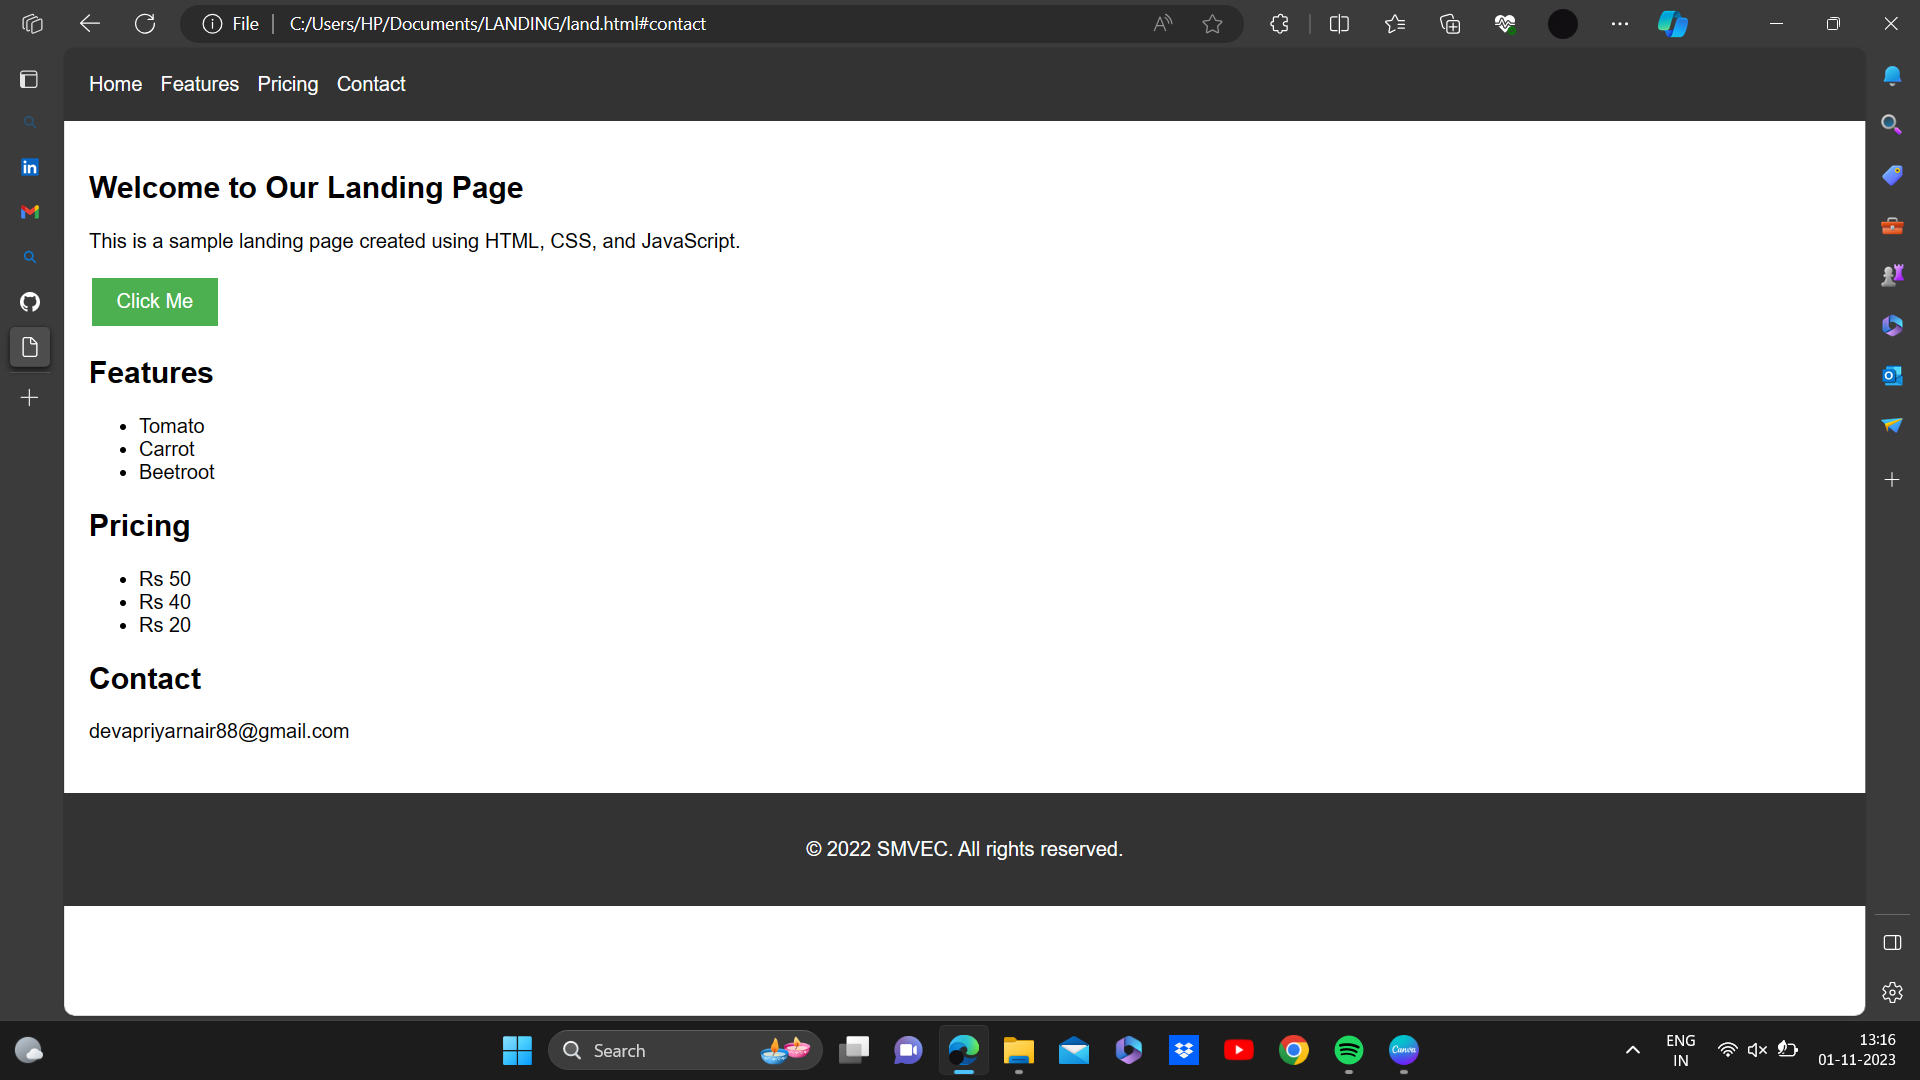 File
C:/Users/HP/Documents/LANDING/land.html#contact
Home Features Pricing Contact
Welcome to Our Landing Page
This is a sample landing page created using HTML, CSS, and JavaScript.
Click Me
Features
• Tomato
• Carrot
• Beetroot
Pricing
• Rs 50
• Rs 40
• Rs 20
Contact
devapriyarnair88@gmail.com
© 2022 SMVEC. All rights reserved.
Search
Canva
ENG
IN
13:16
01-11-2023